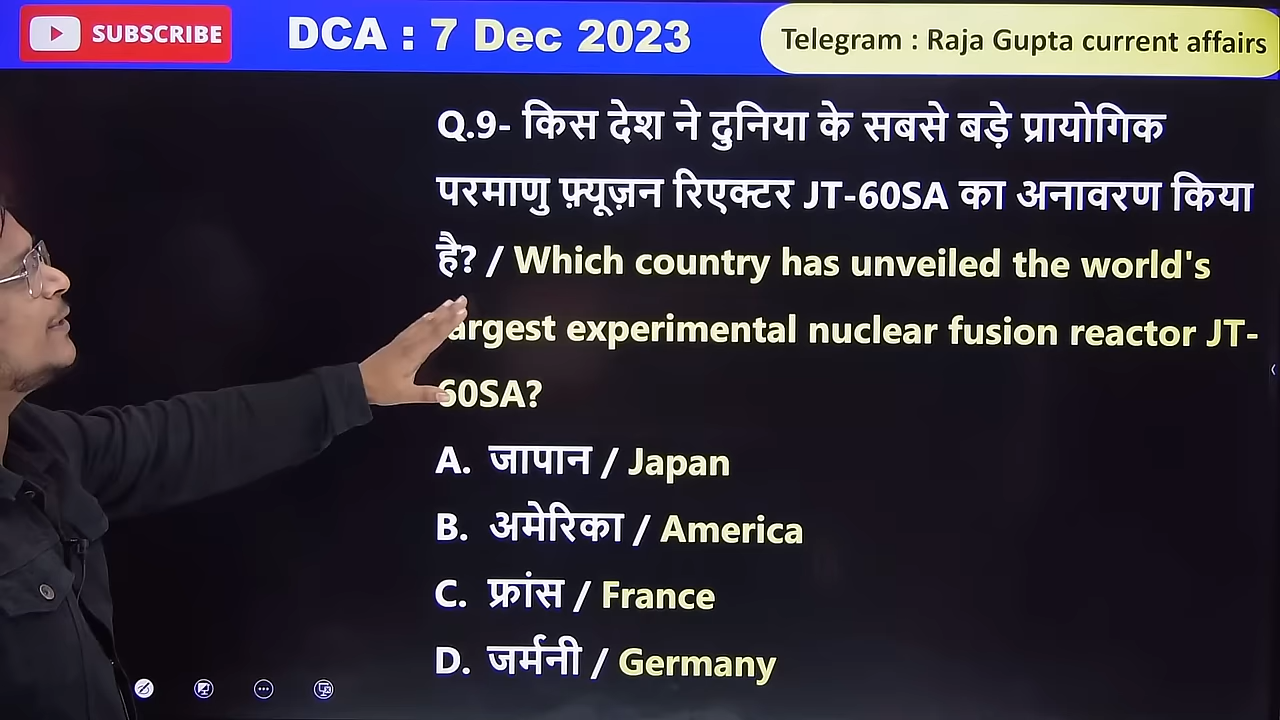 SUBSCRIBE
DCA : 7 Dec 2023
Telegram : Raja Gupta current affairs
Q.9- किस देश ने दुनिया के सबसे बड़े प्रायोगिक
परमाणु फ़्यूज़न रिएक्टर JT-60SA का अनावरण किया
है? / Which country has unveiled the world's
largest experimental nuclear fusion reactor JT-
60SA?
A. जापान / Japan
B. अमेरिका / America
C. फ्रांस / France
D. जर्मनी / Germany